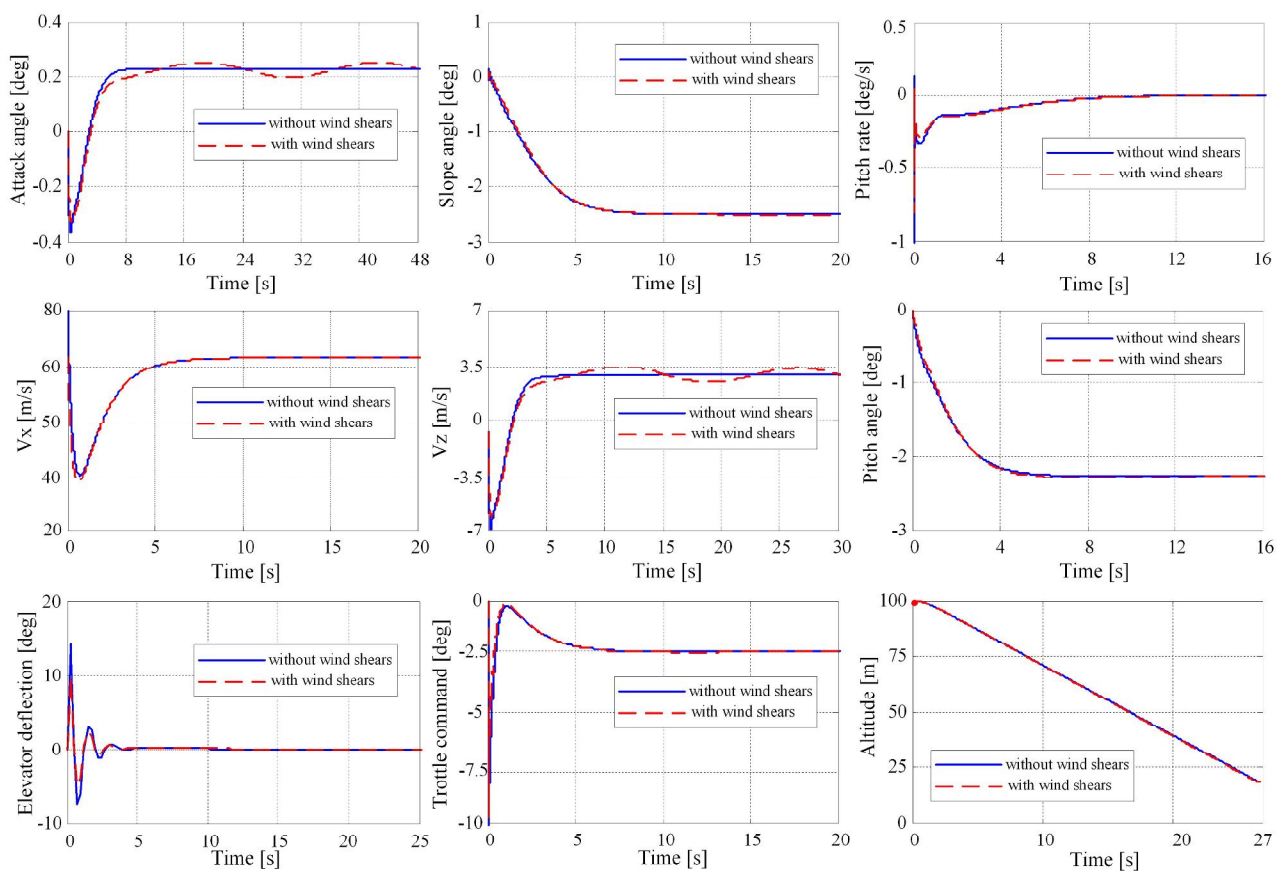 Attack angle [deg]
0.4
0.2
0
-0.2
-0.4
without wind shears
with wind shears
0 8 16 24 32 40 48
Time [s]
Slope angle [deg]
1
0
-1
-2
-3
without wind shears
with wind shears
0 5 10 15 20
Time [s]
Pitch rate [deg/s]
0.5
0
-0.5
-1
without wind shears
with wind shears
0 4 8 12 16
Time [s]
Vx [m/s]
80
60
50
40
20
without wind shears
with wind shears
0 5 10 15 20
Time [s]
Vz [m/s]
7
3.5
0
-3.5
-7
without wind shears
with wind shears
0 5 10 15 20 25 30
Time [s]
Pitch angle [deg]
0
-1
-2
-3
without wind shears
with wind shears
0 4 8 12 16
Time [s]
Elevator deflection [deg]
20
10
0
-10
without wind shears
with wind shears
0 5 10 15 20 25
Time [s]
Trottle command [deg]
0
-2.5
-5
-7.5
-10
without wind shears
with wind shears
0 5 10 15 20
Time [s]
Altitude [m]
100
75
50
25
0
without wind shears
with wind shears
0 10 20 27
Time [s]